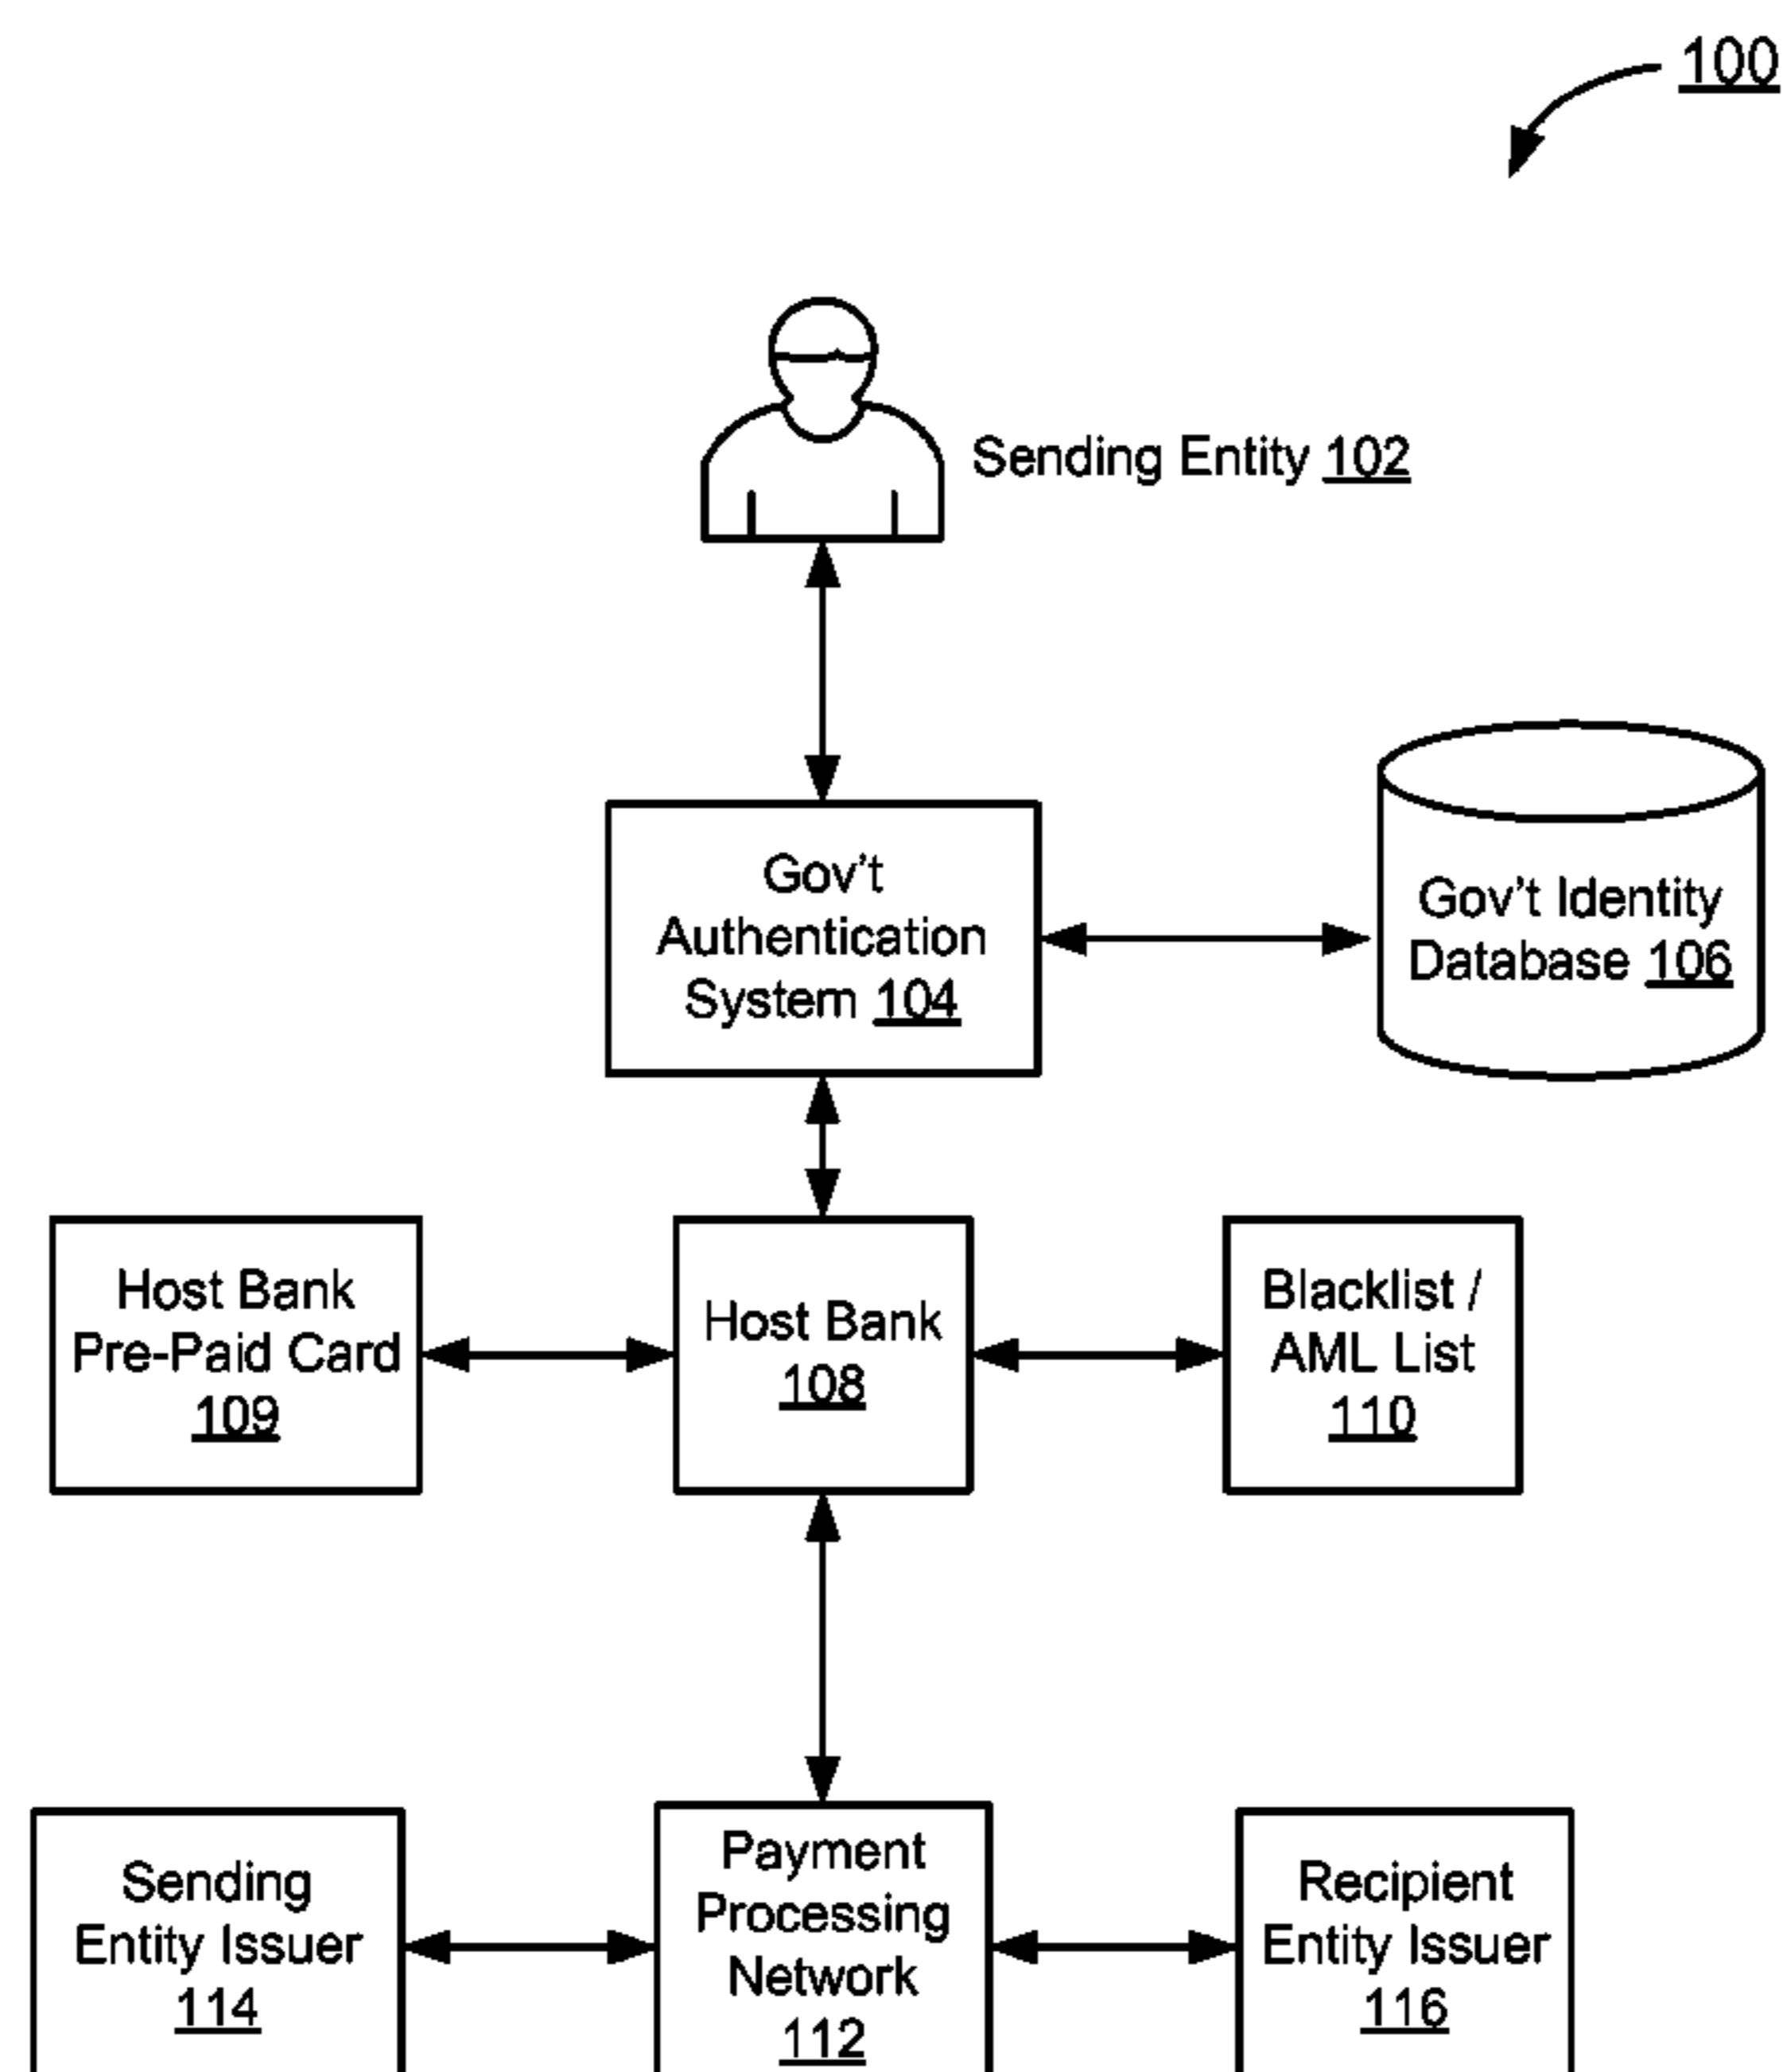 100
Sending Entity 102
Gov't
Authentication
System 104
Gov't Identity
Database 106
Host Bank
Pre-Paid Card
109
Host Bank
108
Blacklist /
AML List
110
Sending
Entity Issuer
114
Payment
Processing
Network
112
Recipient
Entity Issuer
116